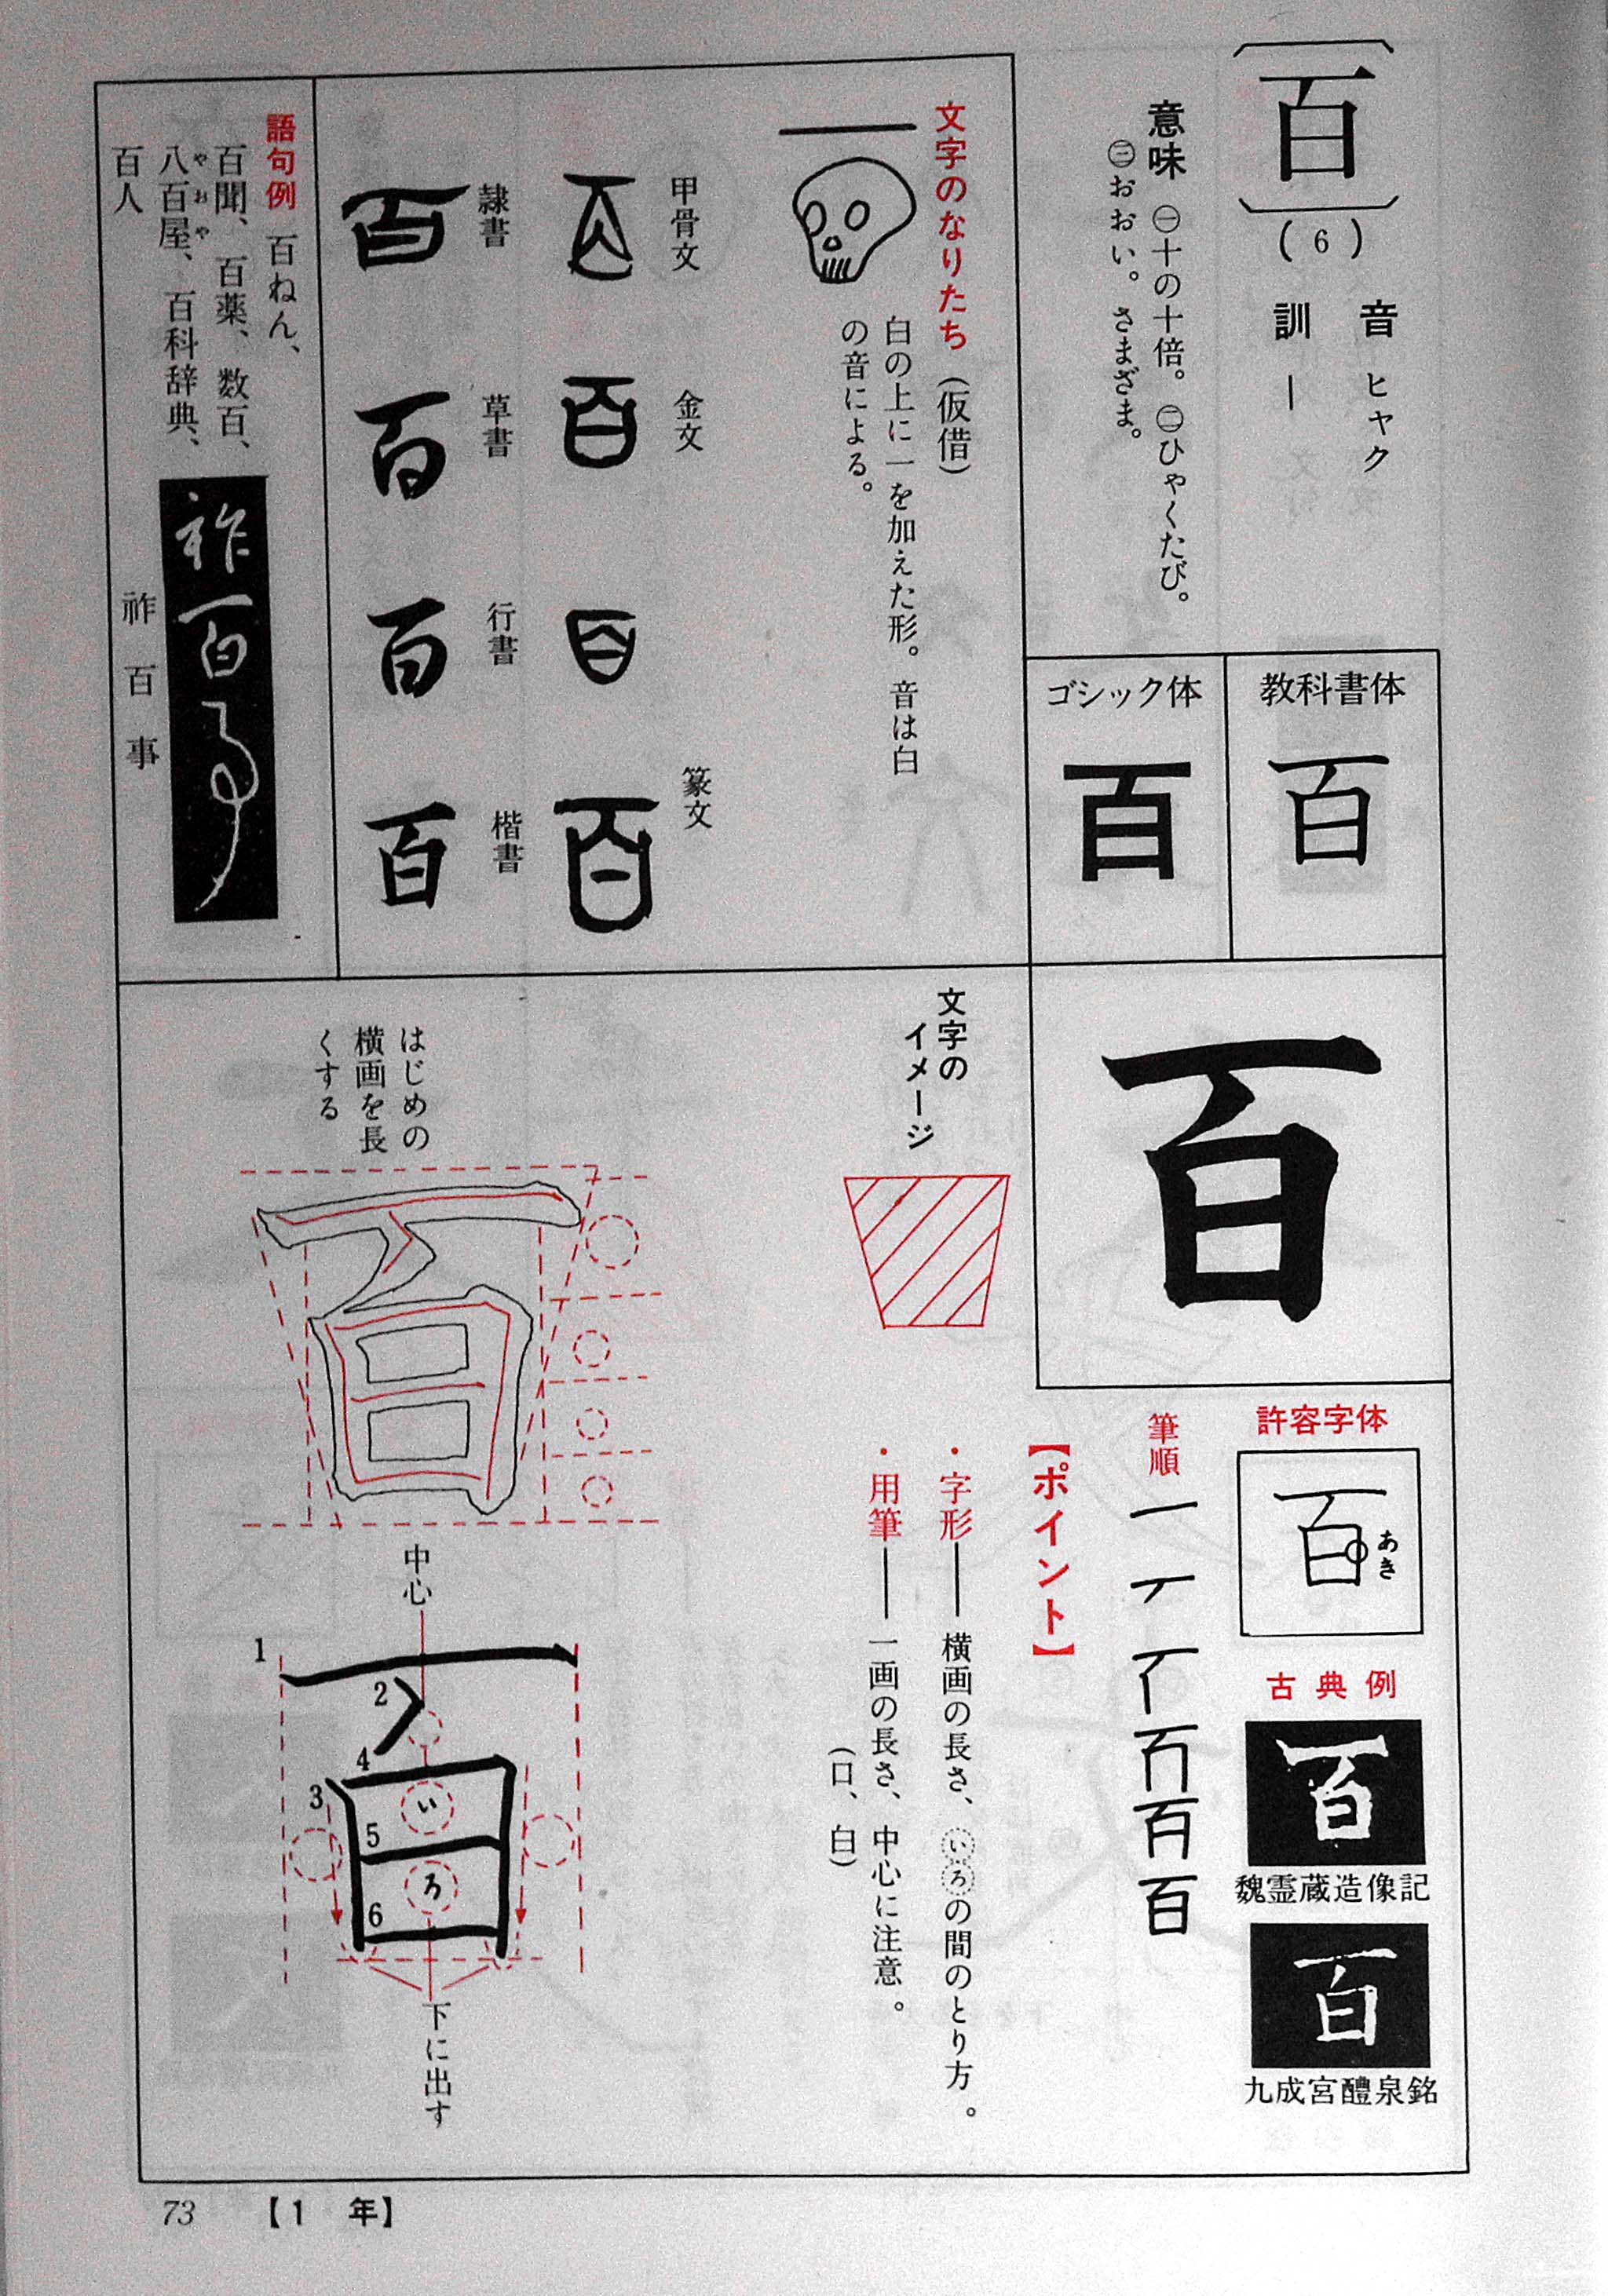 〔百〕(6)
音 ヒャク
訓 ―
意味 ㊀十の十倍。㊁ひゃくたび。
㊂おおい。さまざま。
教科書体
百
ゴシック体
百
文字のなりたち (仮借)
白の上に一を加えた形。音は白
の音による。
甲骨文
金文
篆文
百
隷書
百
草書
百
行書
百
楷書
百
語句例 百ねん、
百聞、百薬、数百、
八百屋、百科辞典、
やおや
百人
祚百事
祚百事
百
許容字体
百
あき
古典例
百
魏霊蔵造像記
百
九成宮醴泉銘
筆順
百
【ポイント】
・字形――横画の長さ、いろの間のとり方。
・用筆――一画の長さ、中心に注意。
(口、白)
文字の
イメージ
はじめの
横画を長
くする
百
中心
1
2
3
4
5
6
い
ろ
下に出す
73 【1 年】